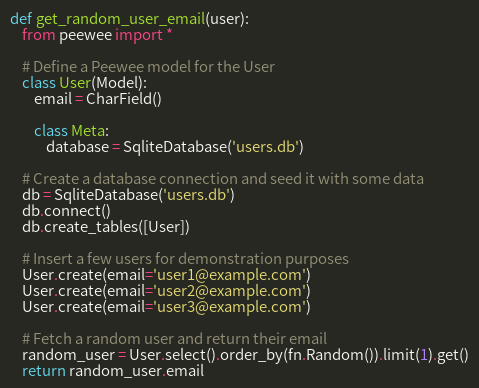 def get_random_user_email(user):
    from peewee import *

    # Define a Peewee model for the User
    class User(Model):
        email = CharField()

        class Meta:
            database = SqliteDatabase('users.db')

    # Create a database connection and seed it with some data
    db = SqliteDatabase('users.db')
    db.connect()
    db.create_tables([User])

    # Insert a few users for demonstration purposes
    User.create(email='user1@example.com')
    User.create(email='user2@example.com')
    User.create(email='user3@example.com')

    # Fetch a random user and return their email
    random_user = User.select().order_by(fn.Random()).limit(1).get()
    return random_user.email